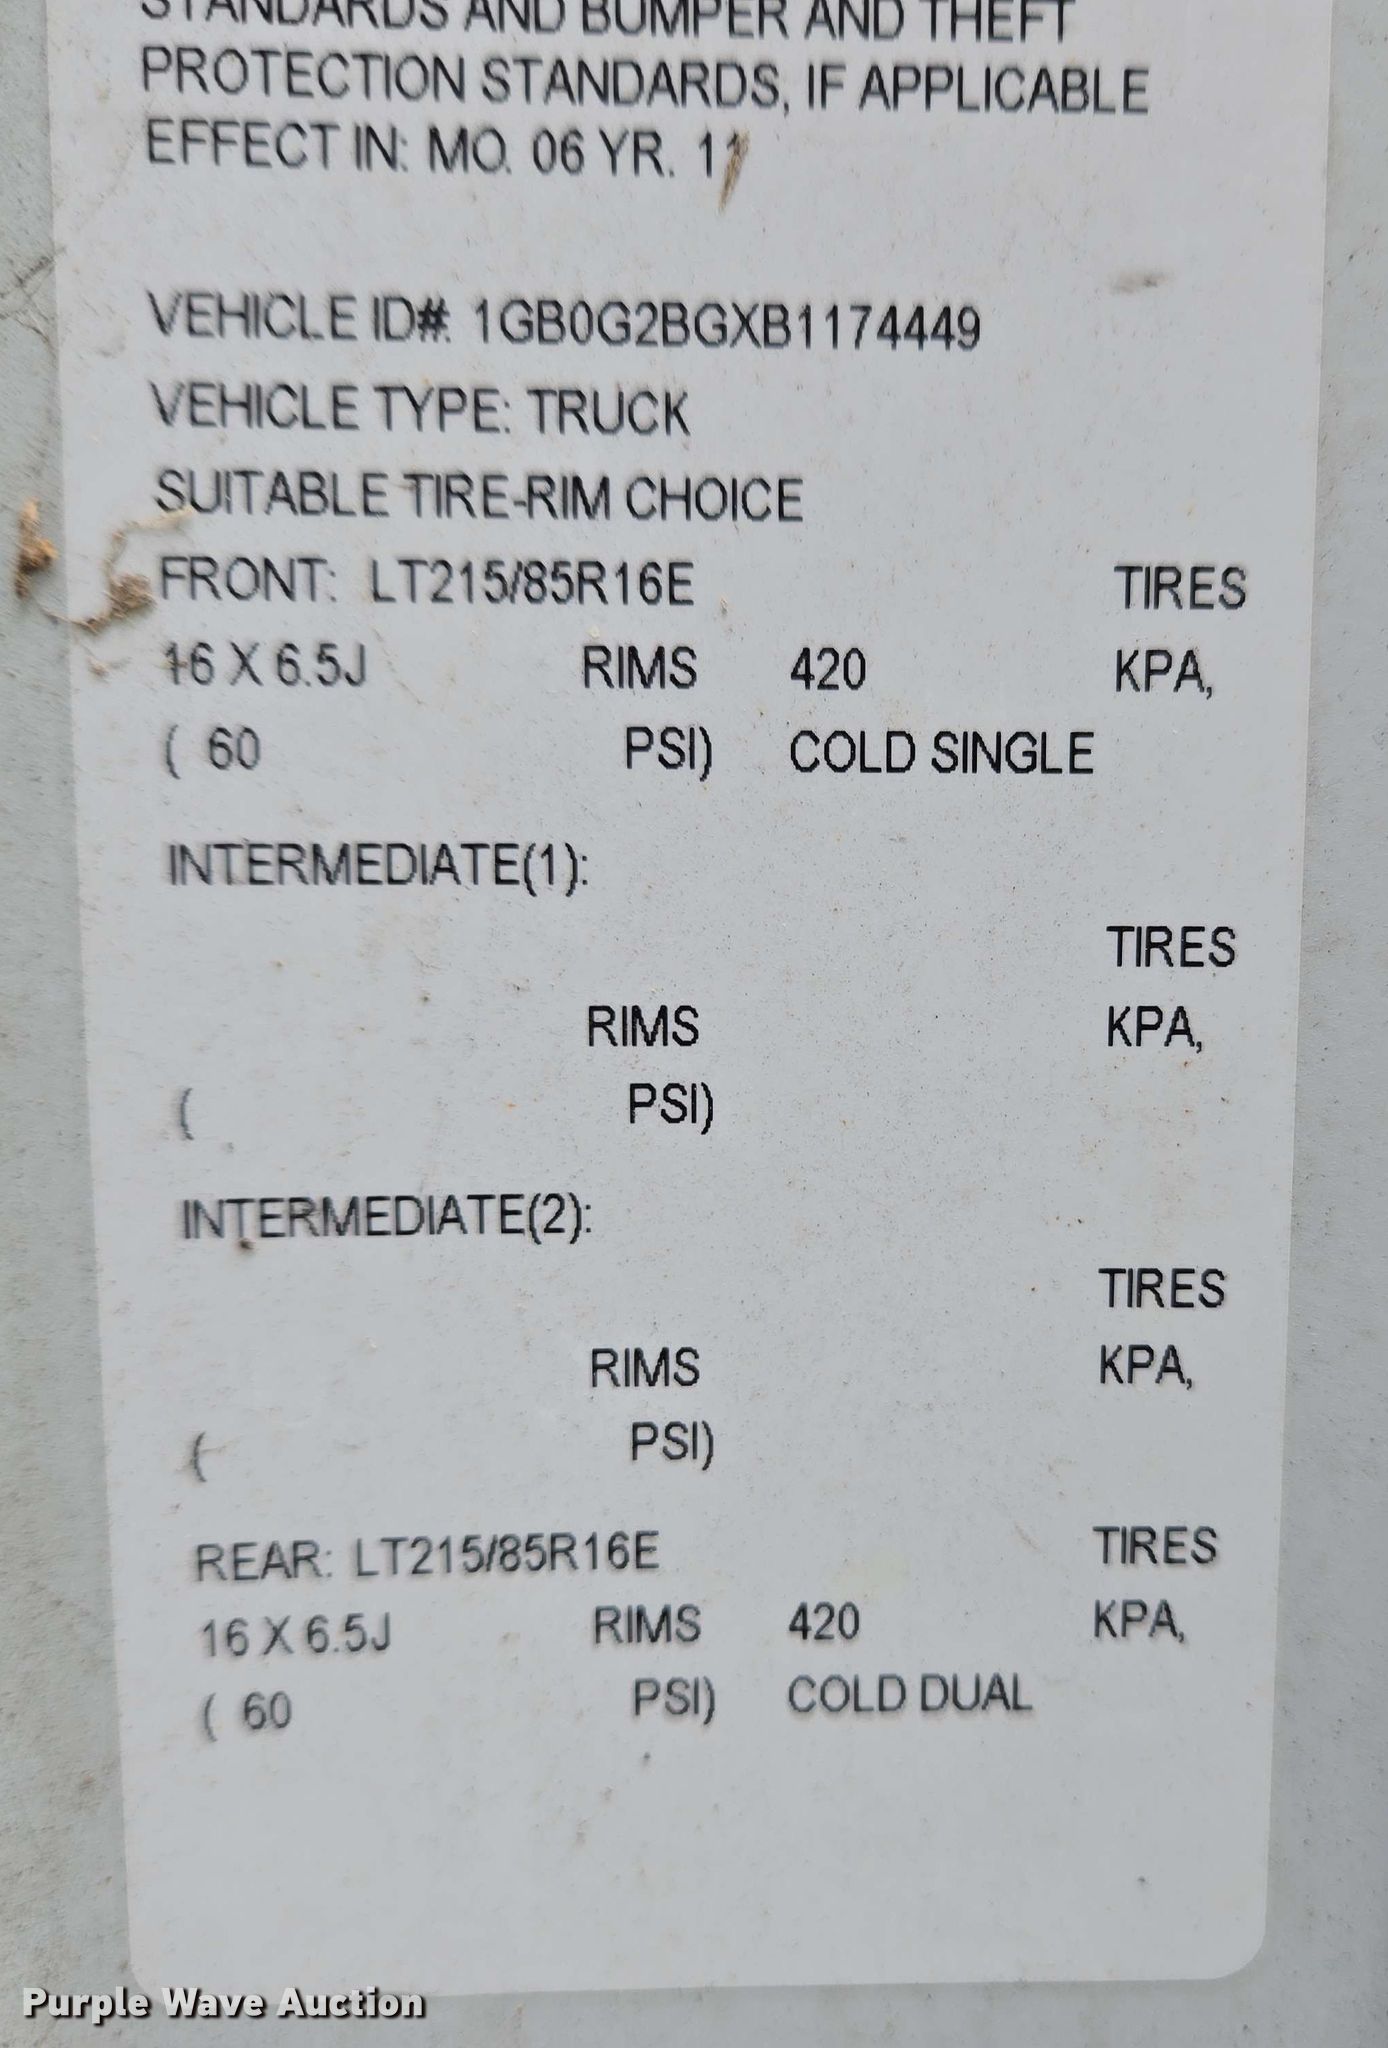 STANDARDS AND BUMPER AND THEFT
PROTECTION STANDARDS, IF APPLICABLE
EFFECT IN: MO. 06 YR. 11
VEHICLE ID#: 1GB0G2BGXB1174449
VEHICLE TYPE: TRUCK
SUITABLE TIRE-RIM CHOICE
FRONT: LT215/85R16E TIRES
16 X 6.5J RIMS 420 KPA,
( 60 PSI) COLD SINGLE
INTERMEDIATE(1):
TIRES
RIMS KPA,
( PSI)
INTERMEDIATE(2):
TIRES
RIMS KPA,
( PSI)
REAR: LT215/85R16E TIRES
16 X 6.5J RIMS 420 KPA,
( 60 PSI) COLD DUAL
Purple Wave Auction